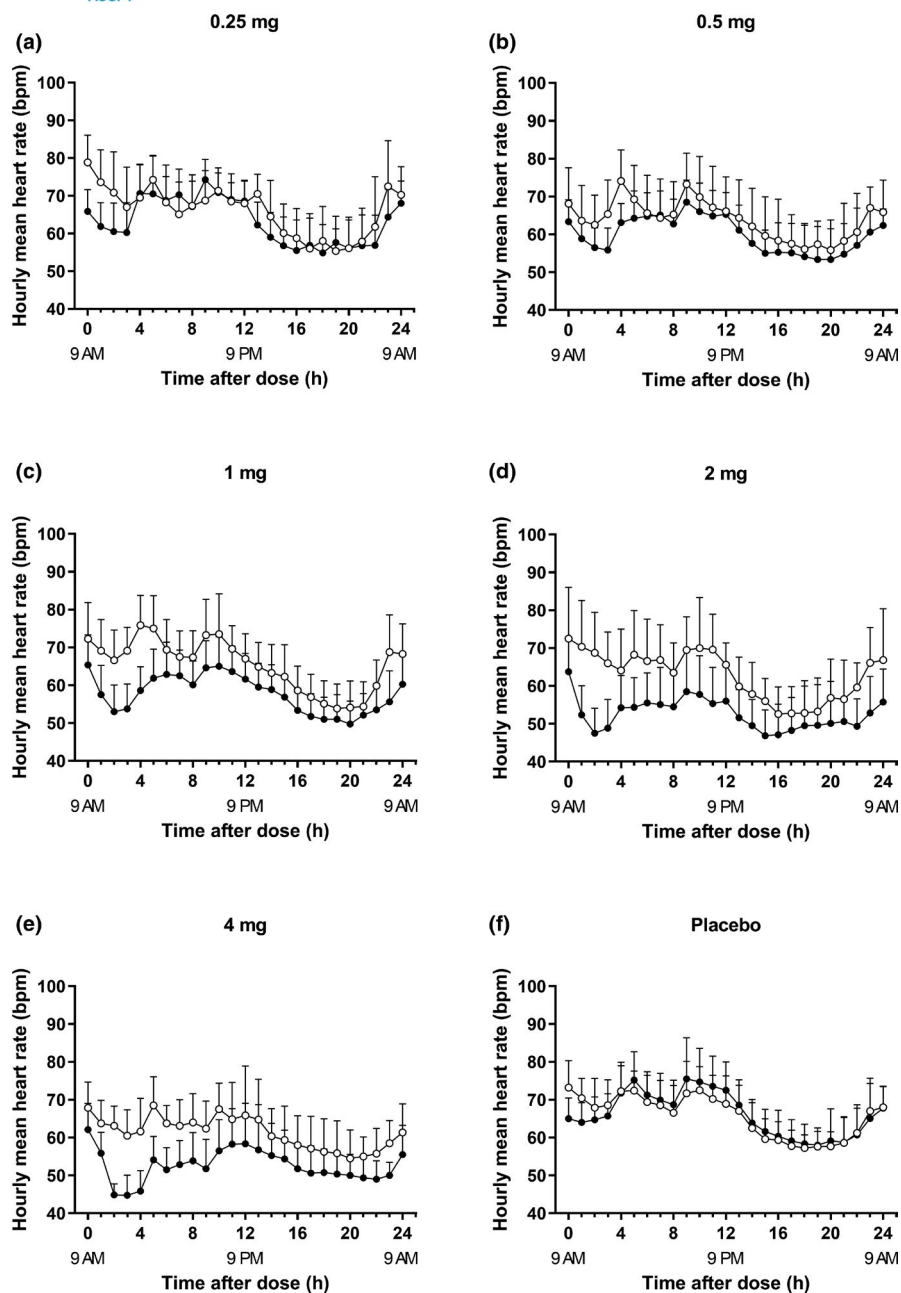 0.25 mg
0.5 mg
(a)
(b)
Hourly mean heart rate (bpm)
100
90
80
70
60
50
40
0 4 8 12 16 20 24
9 AM 9 PM 9 AM
Time after dose (h)
Hourly mean heart rate (bpm)
100
90
80
70
60
50
40
0 4 8 12 16 20 24
9 AM 9 PM 9 AM
Time after dose (h)
(c)
1 mg
(d)
2 mg
Hourly mean heart rate (bpm)
100
90
80
70
60
50
40
0 4 8 12 16 20 24
9 AM 9 PM 9 AM
Time after dose (h)
Hourly mean heart rate (bpm)
100
90
80
70
60
50
40
0 4 8 12 16 20 24
9 AM 9 PM 9 AM
Time after dose (h)
(e)
4 mg
(f)
Placebo
Hourly mean heart rate (bpm)
100
90
80
70
60
50
40
0 4 8 12 16 20 24
9 AM 9 PM 9 AM
Time after dose (h)
Hourly mean heart rate (bpm)
100
90
80
70
60
50
40
0 4 8 12 16 20 24
9 AM 9 PM 9 AM
Time after dose (h)